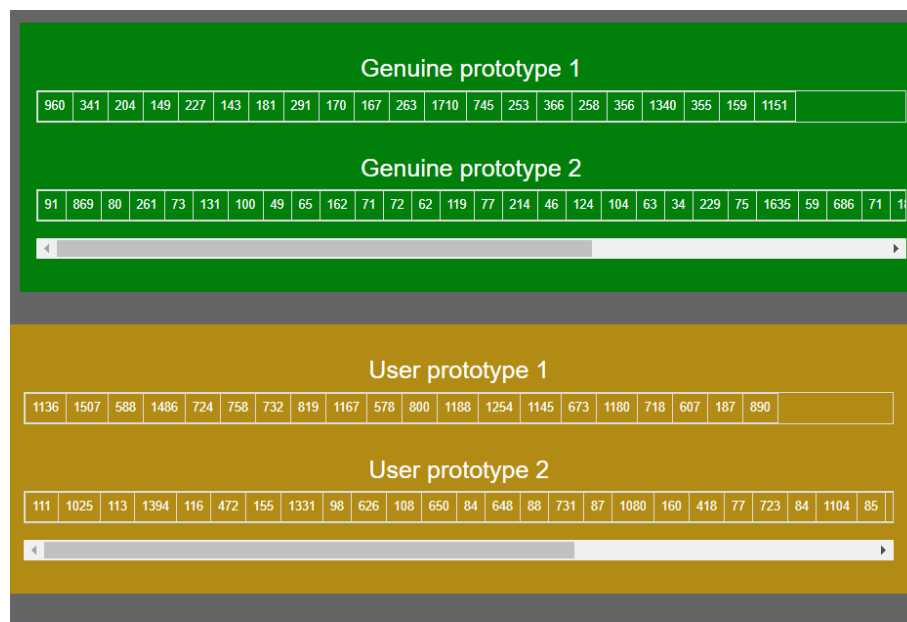 Genuine prototype 1
960 341 204 149 227 143 181 291 170 167 263 1710 745 253 366 258 356 1340 355 159 1151
Genuine prototype 2
91 869 80 261 73 131 100 49 65 162 71 72 62 119 77 214 46 124 104 63 34 229 75 1635 59 686 71
User prototype 1
1136 1507 588 1486 724 758 732 819 1167 578 800 1188 1254 1145 673 1180 718 607 187 890
User prototype 2
111 1025 113 1394 116 472 155 1331 98 626 108 650 84 648 88 731 87 1080 160 418 77 723 84 1104 85